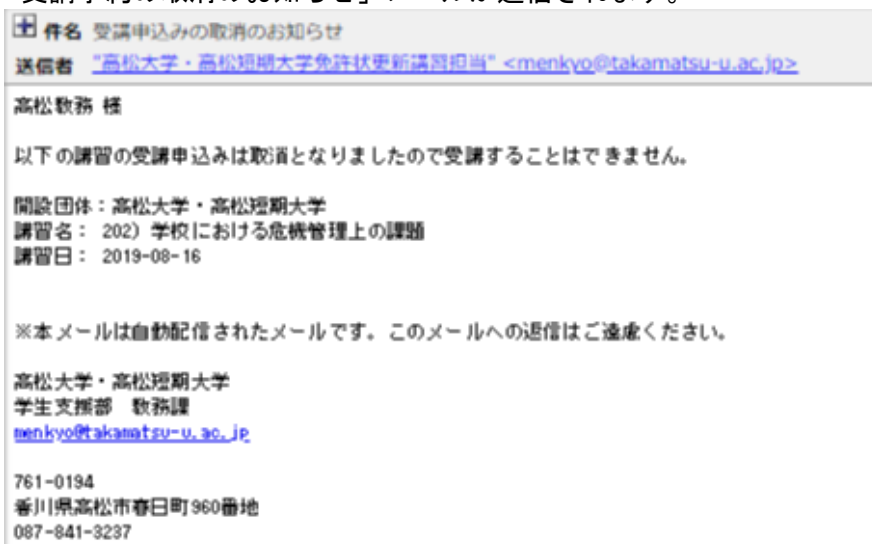 受講予約の取消のお知らせ」メールが送信されます。
件名 受講申込みの取消のお知らせ
送信者 "高松大学・高松短期大学免許状更新講習担当" <menkyo@takamatsu-u.ac.jp>
高松教務 様
以下の講習の受講申込みは取消となりましたので受講することはできません。
開設団体：高松大学・高松短期大学
講習名： 202）学校における危機管理上の課題
講習日： 2019-08-16
※本メールは自動配信されたメールです。このメールへの返信はご遠慮ください。
高松大学・高松短期大学
学生支援部　教務課
menkyo@takamatsu-u.ac.jp
761-0194
香川県高松市春日町960番地
087-841-3237